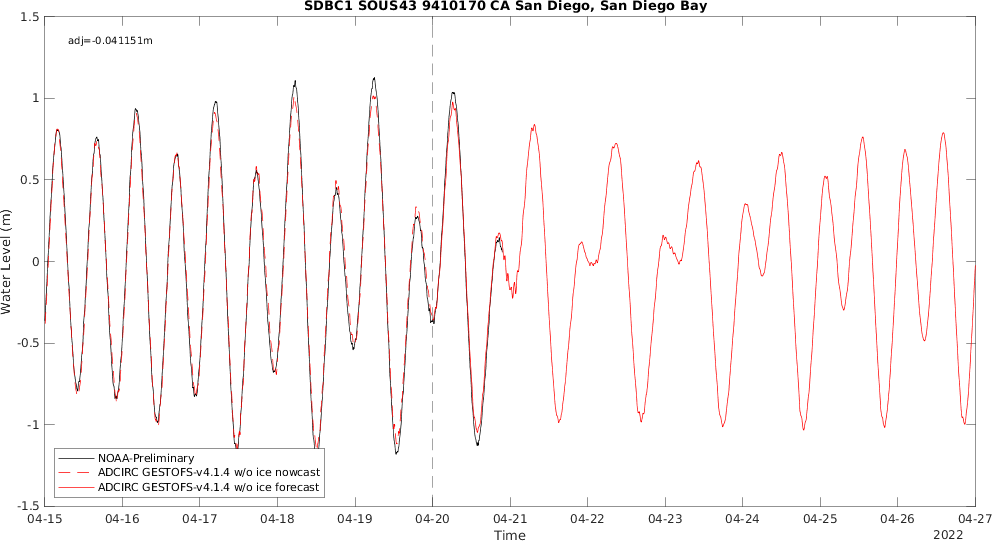 SDBC1 SOUS43 9410170 CA San Diego, San Diego Bay
adj=-0.041151m
1.5
1
0.5
0
-0.5
-1
-1.5
Water Level (m)
NOAA-Preliminary
ADCIRC GESTOFS-v4.1.4 w/o ice nowcast
ADCIRC GESTOFS-v4.1.4 w/o ice forecast
04-15 04-16 04-17 04-18 04-19 04-20 04-21 04-22 04-23 04-24 04-25 04-26 04-27
Time
2022